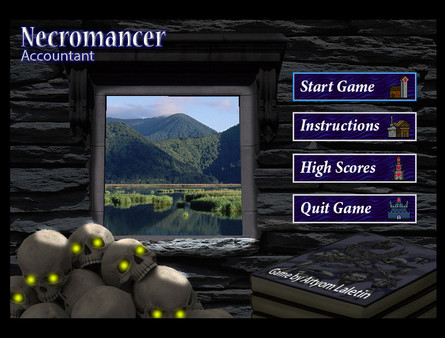 Necromancer
Accountant
Start Game
Instructions
High Scores
Quit Game
Game by Artyom Laletin